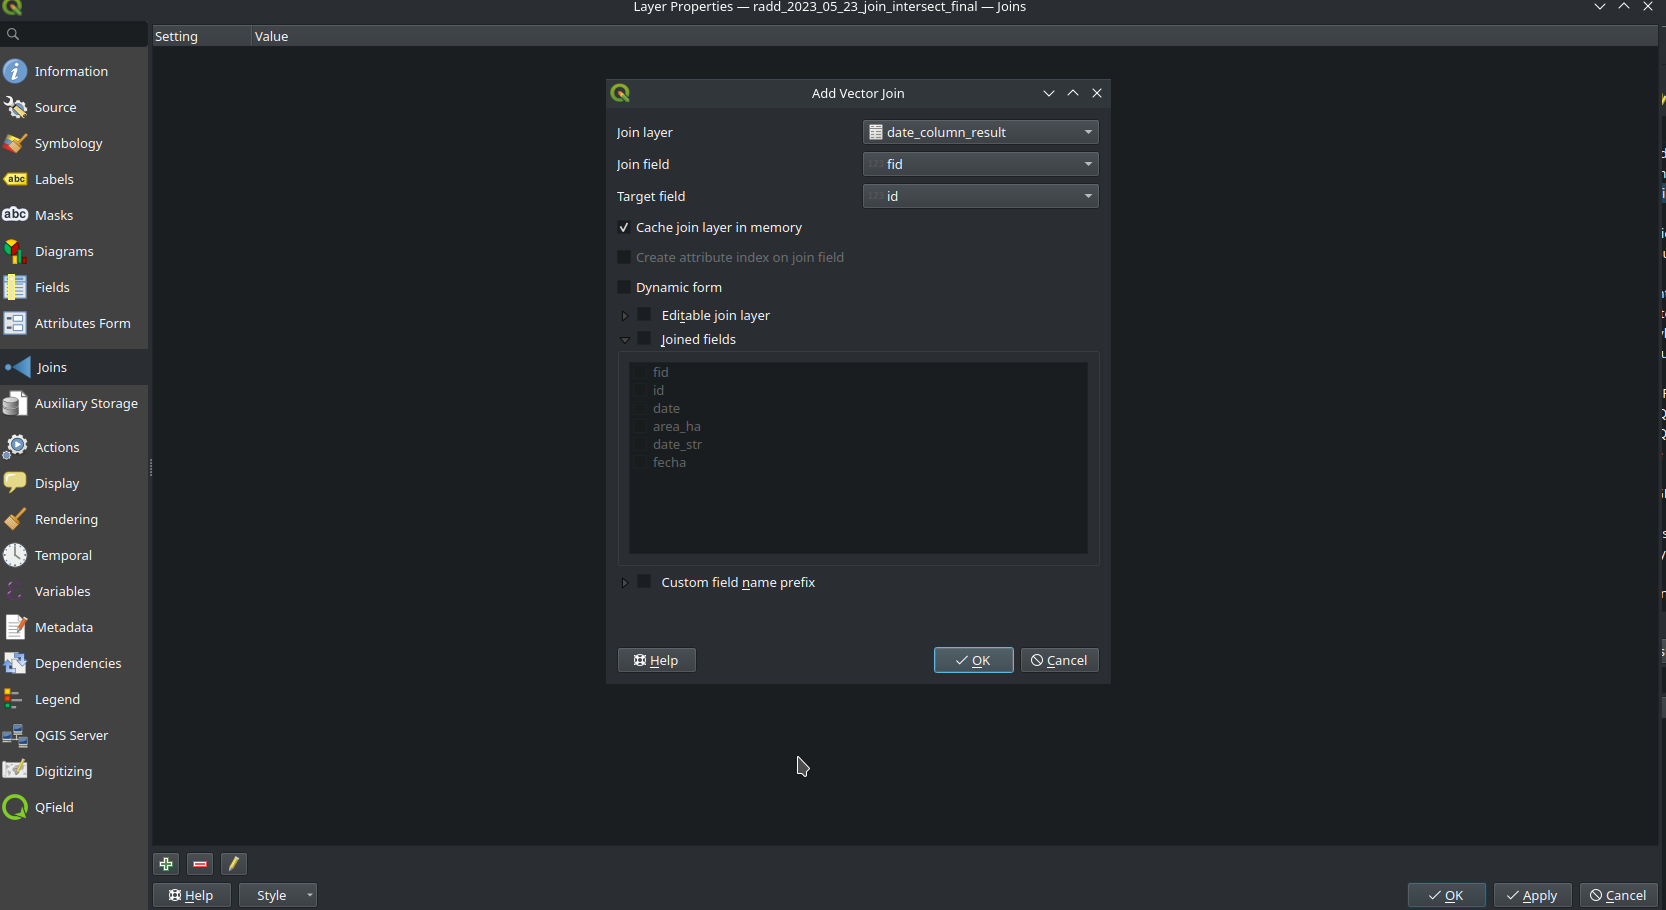 Layer Properties — radd_2023_05_23_join_intersect_final — Joins
Setting Value
Information
Source
Symbology
abc Labels
abc Masks
Diagrams
Fields
Attributes Form
Joins
Auxiliary Storage
Actions
Display
Rendering
Temporal
Variables
Metadata
Dependencies
Legend
QGIS Server
Digitizing
QField
Add Vector Join
Join layer date_column_result
Join field 123 fid
Target field 123 id
Cache join layer in memory
Create attribute index on join field
Dynamic form
Editable join layer
Joined fields
fid
id
date
area_ha
date_str
fecha
Custom field name prefix
Help OK Cancel
Help Style OK Apply Cancel